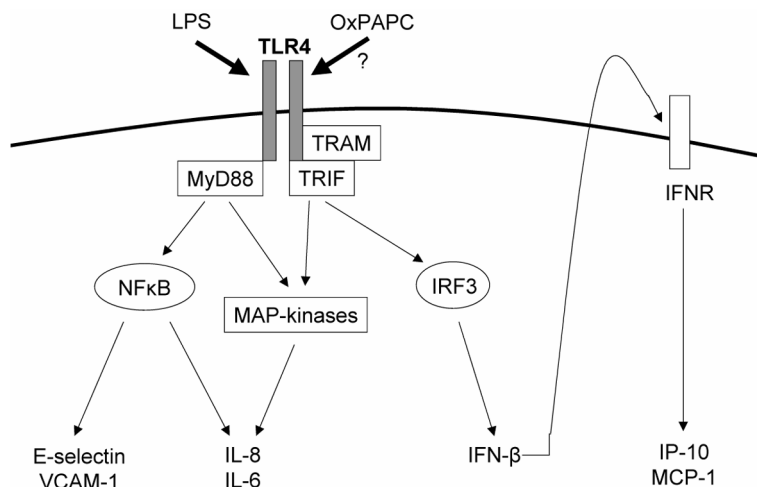 LPS
OxPAPC
TLR4
?
TRAM
MyD88
TRIF
IFNR
NFκB
IRF3
MAP-kinases
E-selectin
VCAM-1
IL-8
IL-6
IFN-β
IP-10
MCP-1